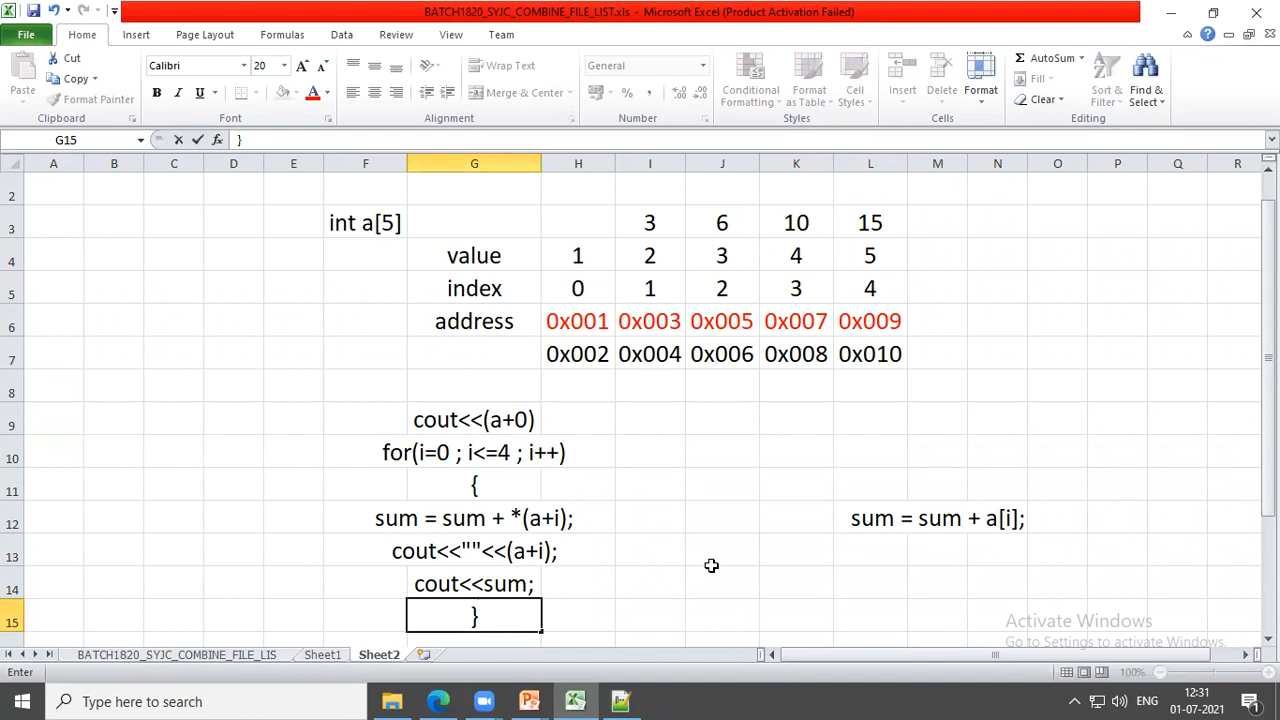 BATCH1820_SYJC_COMBINE_FILE_LIST.xls - Microsoft Excel (Product Activation Failed)
File Home Insert Page Layout Formulas Data Review View Team
Paste Cut Copy Format Painter Clipboard
Calibri 20 B I U A Font
Wrap Text Merge & Center Alignment
General % , Number
Conditional Formatting Format as Table Cell Styles Styles
Insert Delete Format Cells
Σ AutoSum Fill Clear Sort & Filter Find & Select Editing
G15 fx }
A B C D E F G H I J K L M N O P Q R
2
3 int a[5] 3 6 10 15
4 value 1 2 3 4 5
5 index 0 1 2 3 4
6 address 0x001 0x003 0x005 0x007 0x009
7 0x002 0x004 0x006 0x008 0x010
8
9 cout<<(a+0)
10 for(i=0 ; i<=4 ; i++)
11 {
12 sum = sum + *(a+i); sum = sum + a[i];
13 cout<<""<<(a+i);
14 cout<<sum;
15 }
Activate Windows
Go to Settings to activate Windows.
BATCH1820_SYJC_COMBINE_FILE_LIS Sheet1 Sheet2
Enter 100%
Type here to search ENG 12:31
01-07-2021